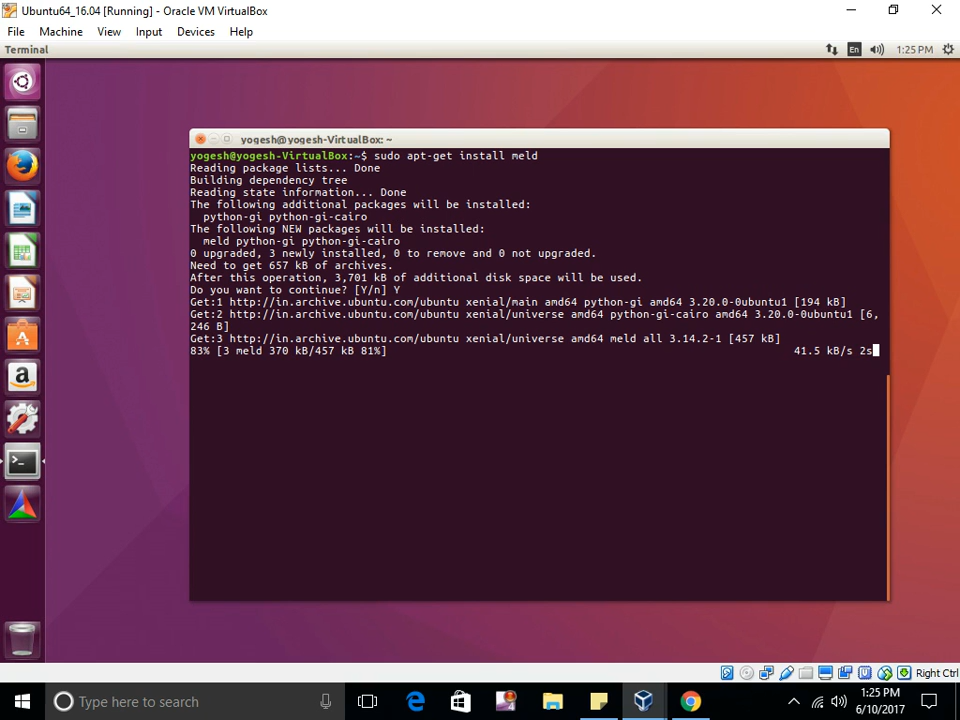 Ubuntu64_16.04 [Running] - Oracle VM VirtualBox
File Machine View Input Devices Help
Terminal En 1:25 PM
yogesh@yogesh-VirtualBox: ~
yogesh@yogesh-VirtualBox:~$ sudo apt-get install meld
Reading package lists... Done
Building dependency tree
Reading state information... Done
The following additional packages will be installed:
python-gi python-gi-cairo
The following NEW packages will be installed:
meld python-gi python-gi-cairo
0 upgraded, 3 newly installed, 0 to remove and 0 not upgraded.
Need to get 657 kB of archives.
After this operation, 3,701 kB of additional disk space will be used.
Do you want to continue? [Y/n] Y
Get:1 http://in.archive.ubuntu.com/ubuntu xenial/main amd64 python-gi amd64 3.20.0-0ubuntu1 [194 kB]
Get:2 http://in.archive.ubuntu.com/ubuntu xenial/universe amd64 python-gi-cairo amd64 3.20.0-0ubuntu1 [6,
246 B]
Get:3 http://in.archive.ubuntu.com/ubuntu xenial/universe amd64 meld all 3.14.2-1 [457 kB]
83% [3 meld 370 kB/457 kB 81%] 41.5 kB/s 2s
a
Right Ctrl
Type here to search
1:25 PM
6/10/2017